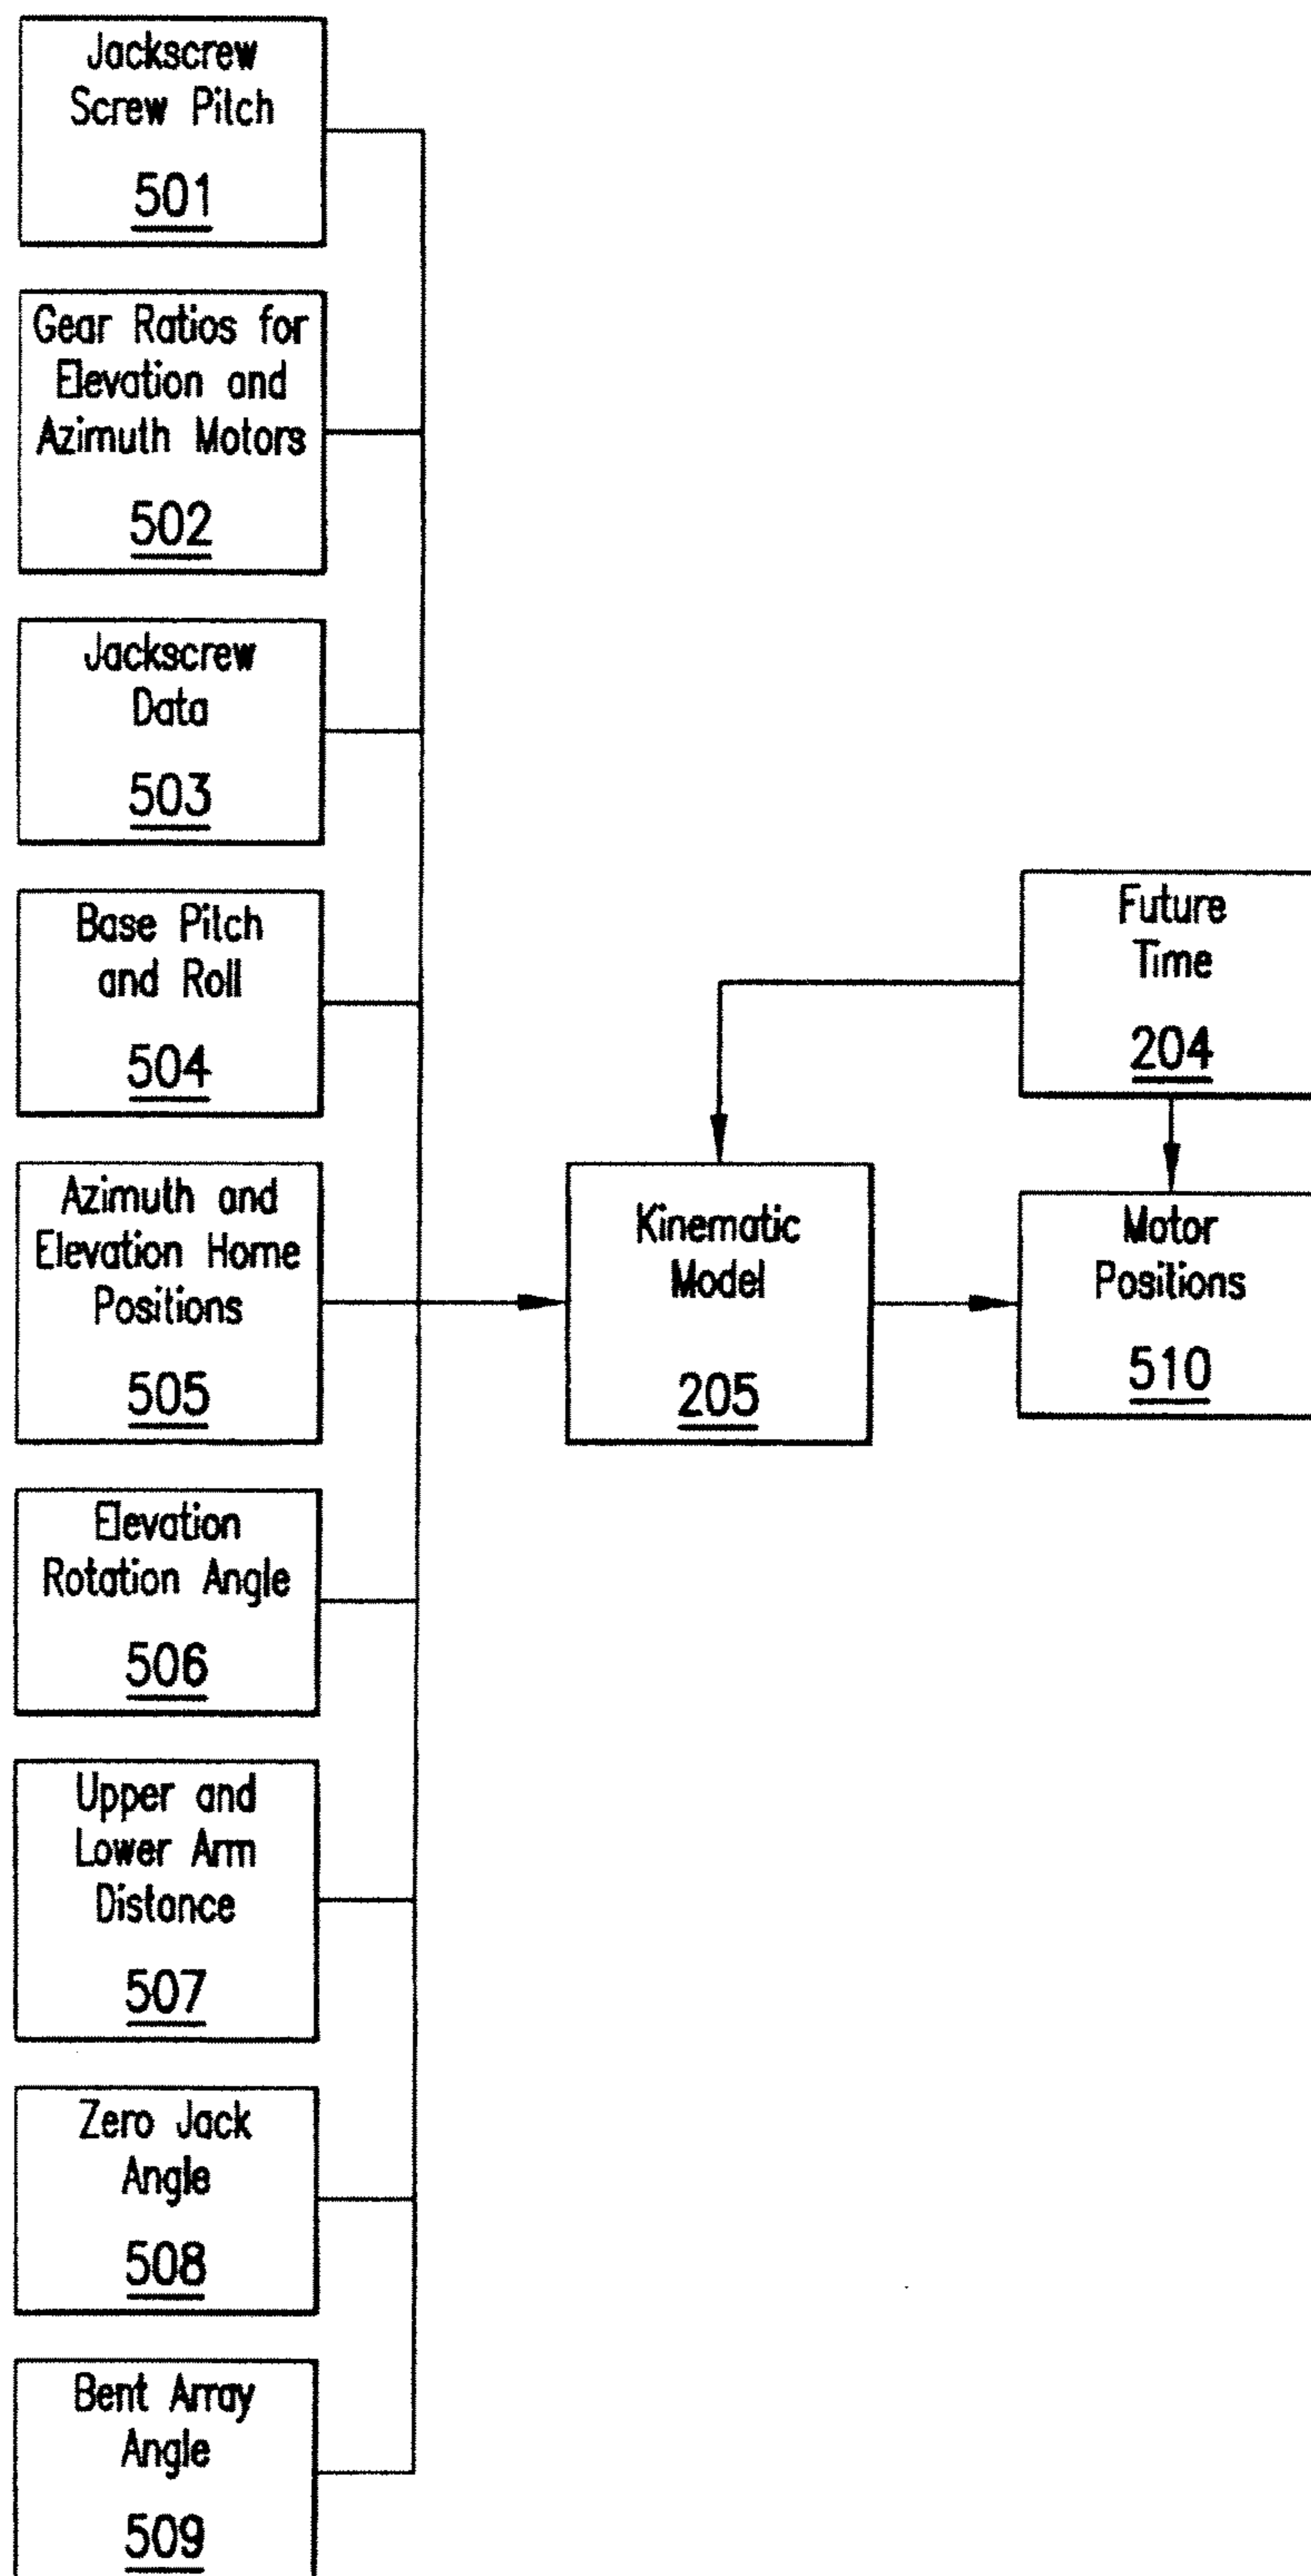 Jackscrew
Screw Pitch
501
Gear Ratios for
Elevation and
Azimuth Motors
502
Jackscrew
Data
503
Base Pitch
and Roll
504
Azimuth and
Elevation Home
Positions
505
Elevation
Rotation Angle
506
Upper and
Lower Arm
Distance
507
Zero Jack
Angle
508
Bent Array
Angle
509
Kinematic
Model
205
Future
Time
204
Motor
Positions
510